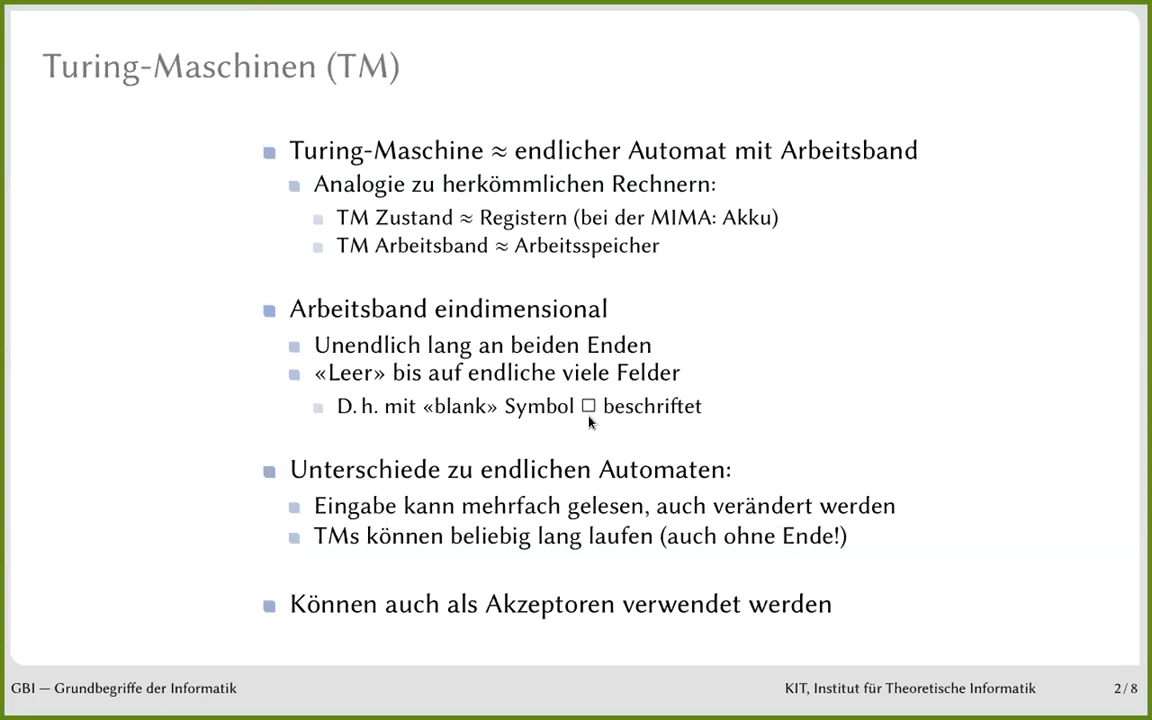 Turing-Maschinen (TM)
Turing-Maschine ≈ endlicher Automat mit Arbeitsband
Analogie zu herkömmlichen Rechnern:
TM Zustand ≈ Registern (bei der MIMA: Akku)
TM Arbeitsband ≈ Arbeitsspeicher
Arbeitsband eindimensional
Unendlich lang an beiden Enden
«Leer» bis auf endliche viele Felder
D. h. mit «blank» Symbol □ beschriftet
Unterschiede zu endlichen Automaten:
Eingabe kann mehrfach gelesen, auch verändert werden
TMs können beliebig lang laufen (auch ohne Ende!)
Können auch als Akzeptoren verwendet werden
GBI — Grundbegriffe der Informatik KIT, Institut für Theoretische Informatik 2 / 8